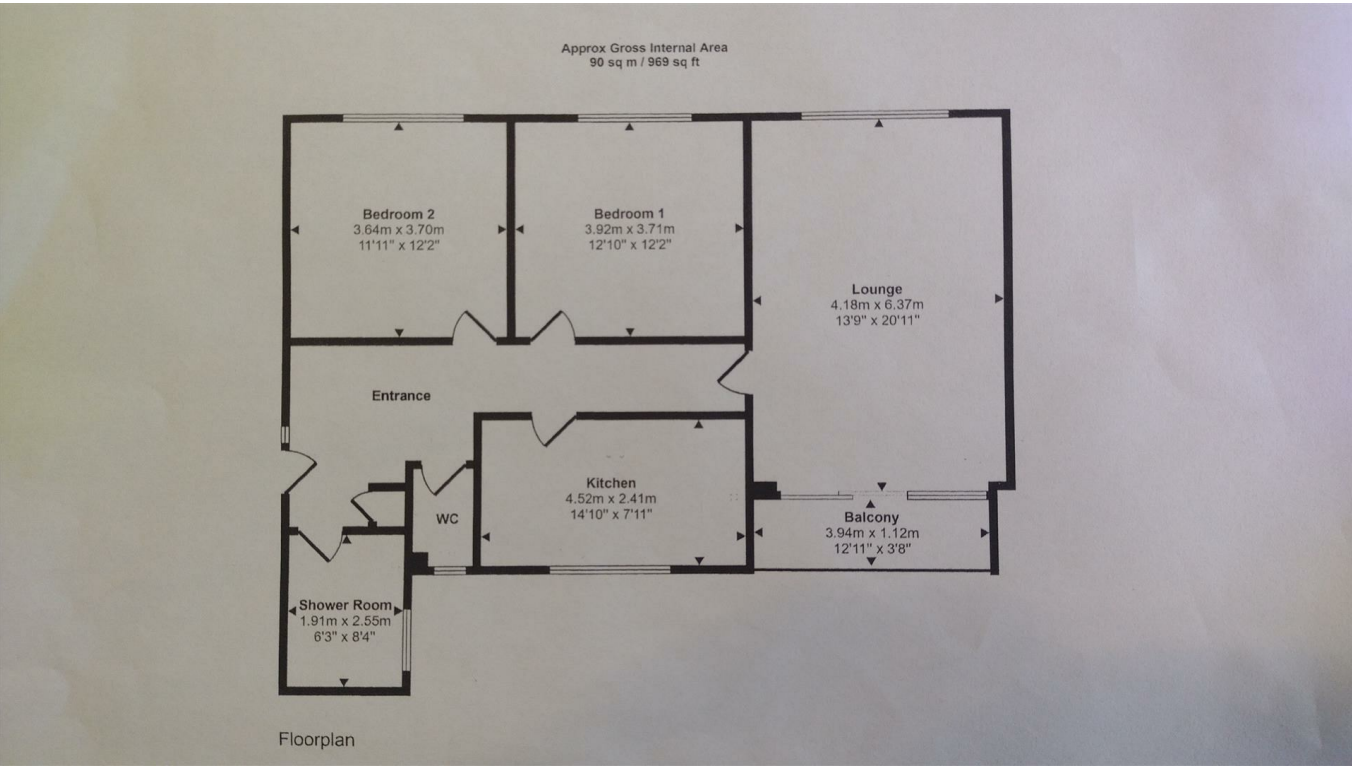 Approx Gross Internal Area
90 sq m / 969 sq ft
Bedroom 2
3.64m x 3.70m
11'11" x 12'2"
Bedroom 1
3.92m x 3.71m
12'10" x 12'2"
Lounge
4.18m x 6.37m
13'9" x 20'11"
Entrance
Kitchen
4.52m x 2.41m
14'10" x 7'11"
WC
Balcony
3.94m x 1.12m
12'11" x 3'8"
Shower Room
1.91m x 2.55m
6'3" x 8'4"
Floorplan